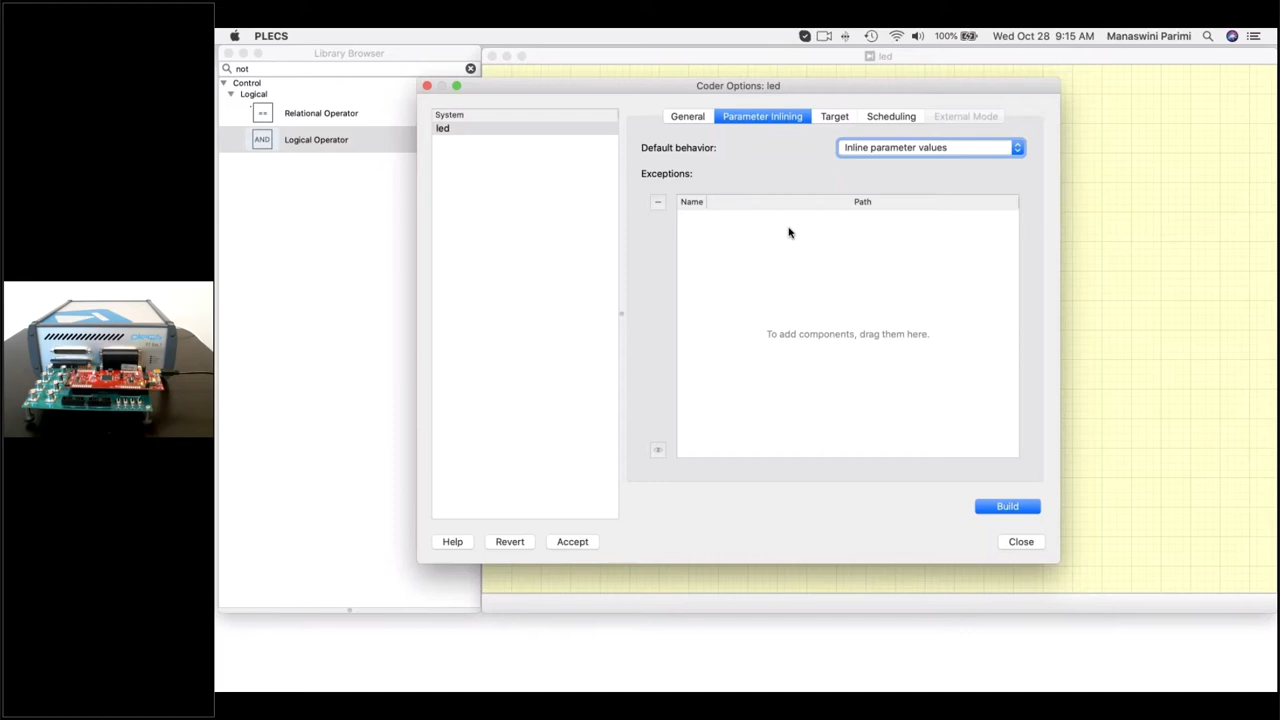 PLECS
100%
Wed Oct 28 9:15 AM
Manaswini Parimi
Library Browser
led
not
Control
Logical
== Relational Operator
AND Logical Operator
Coder Options: led
System
led
General
Parameter Inlining
Target
Scheduling
External Mode
Default behavior:
Inline parameter values
Exceptions:
Name
Path
To add components, drag them here.
Build
Help
Revert
Accept
Close